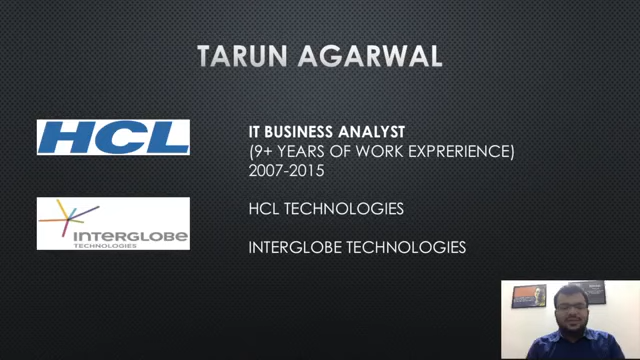 TARUN AGARWAL
HCL
IT BUSINESS ANALYST
(9+ YEARS OF WORK EXPRERIENCE)
2007-2015
HCL TECHNOLOGIES
INTERGLOBE
TECHNOLOGIES
INTERGLOBE TECHNOLOGIES